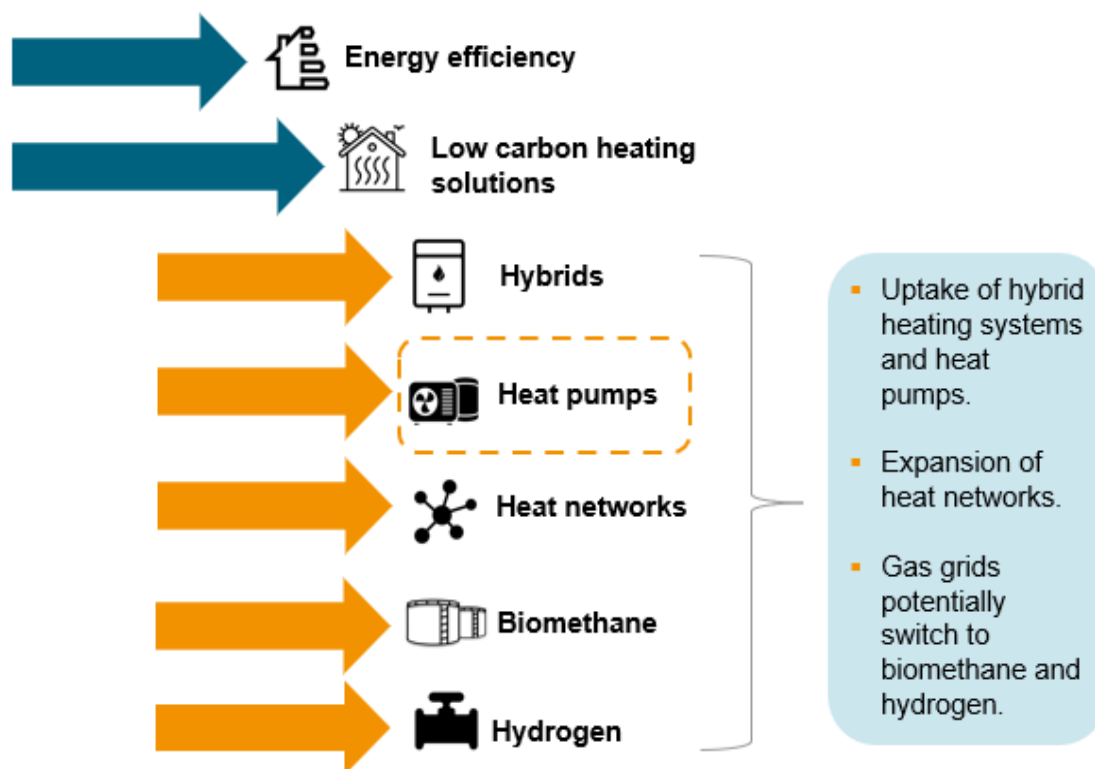 Energy efficiency
Low carbon heating
solutions
Hybrids
Heat pumps
Heat networks
Biomethane
Hydrogen
▪ Uptake of hybrid
heating systems
and heat
pumps.
▪ Expansion of
heat networks.
▪ Gas grids
potentially
switch to
biomethane and
hydrogen.